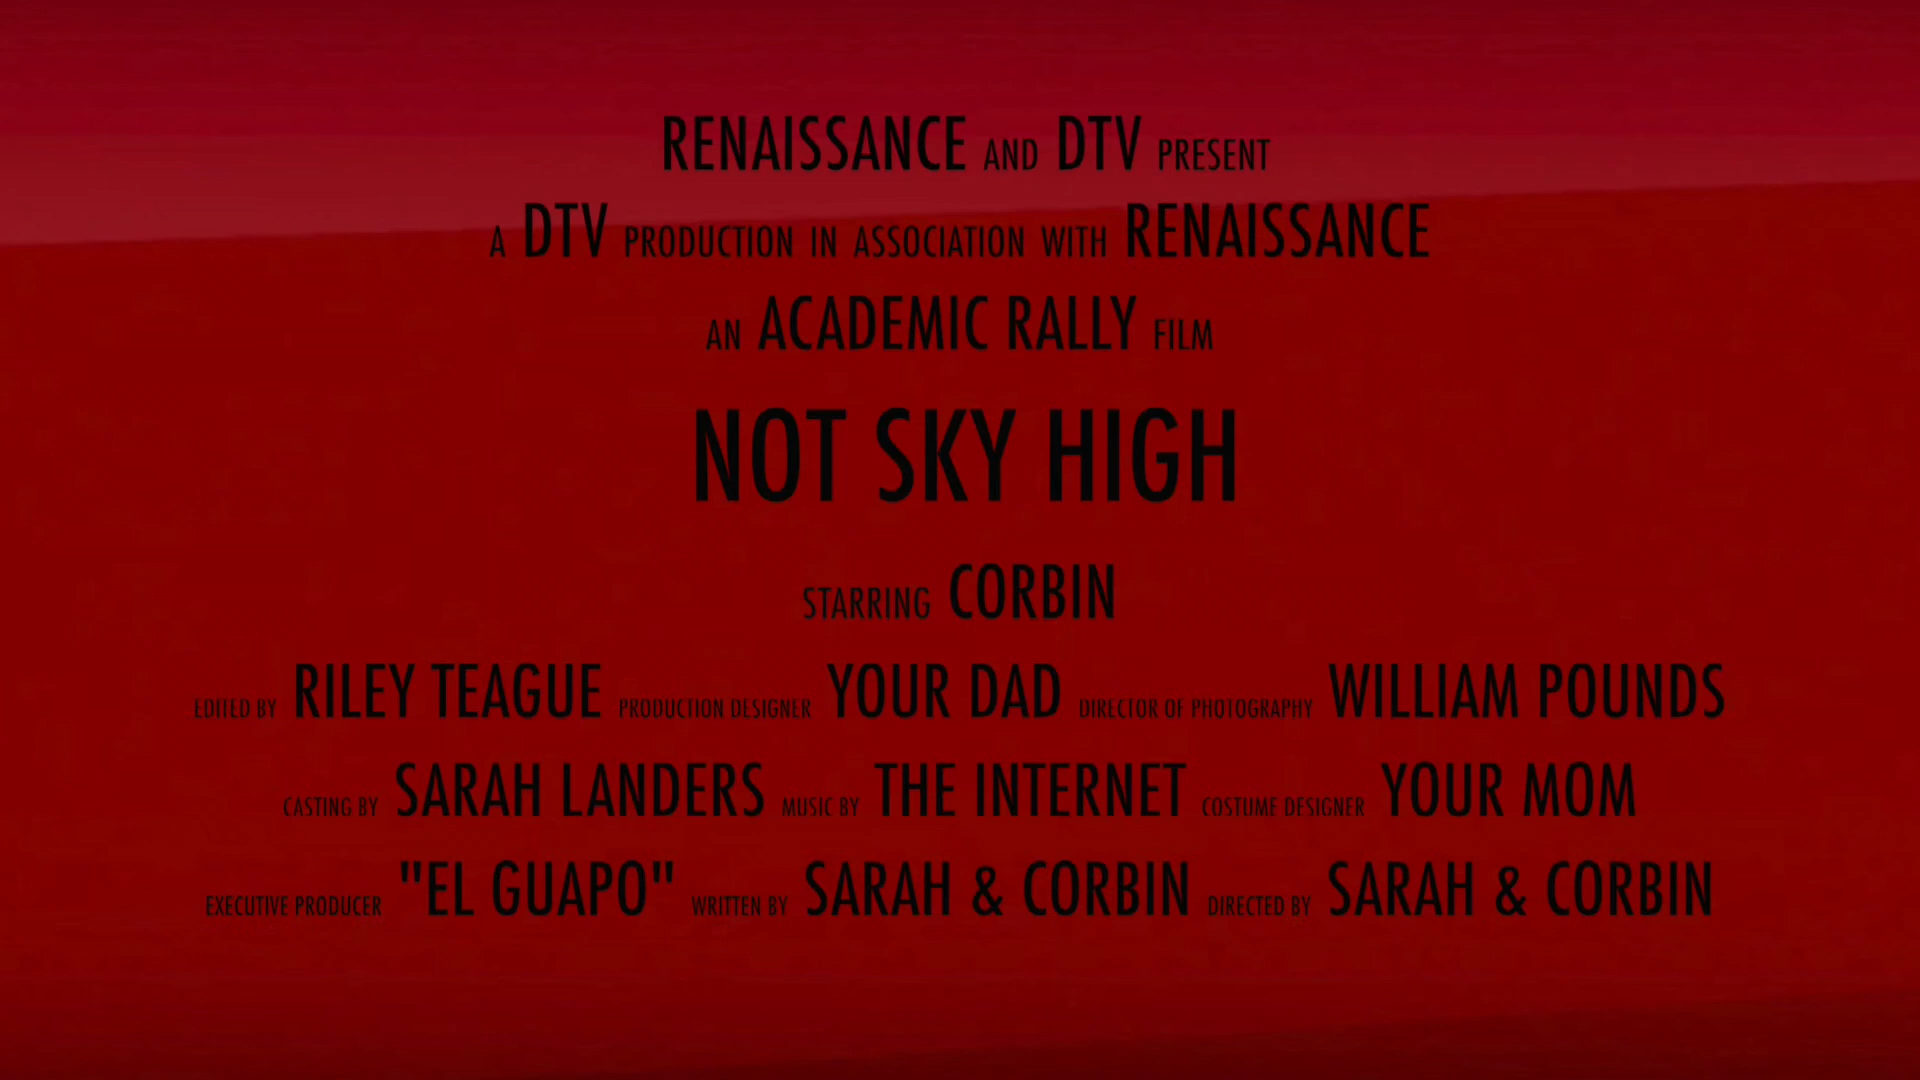 RENAISSANCE AND DTV PRESENT
A DTV PRODUCTION IN ASSOCIATION WITH RENAISSANCE
AN ACADEMIC RALLY FILM
NOT SKY HIGH
STARRING CORBIN
EDITED BY RILEY TEAGUE PRODUCTION DESIGNER YOUR DAD DIRECTOR OF PHOTOGRAPHY WILLIAM POUNDS
CASTING BY SARAH LANDERS MUSIC BY THE INTERNET COSTUME DESIGNER YOUR MOM
EXECUTIVE PRODUCER "EL GUAPO" WRITTEN BY SARAH & CORBIN DIRECTED BY SARAH & CORBIN